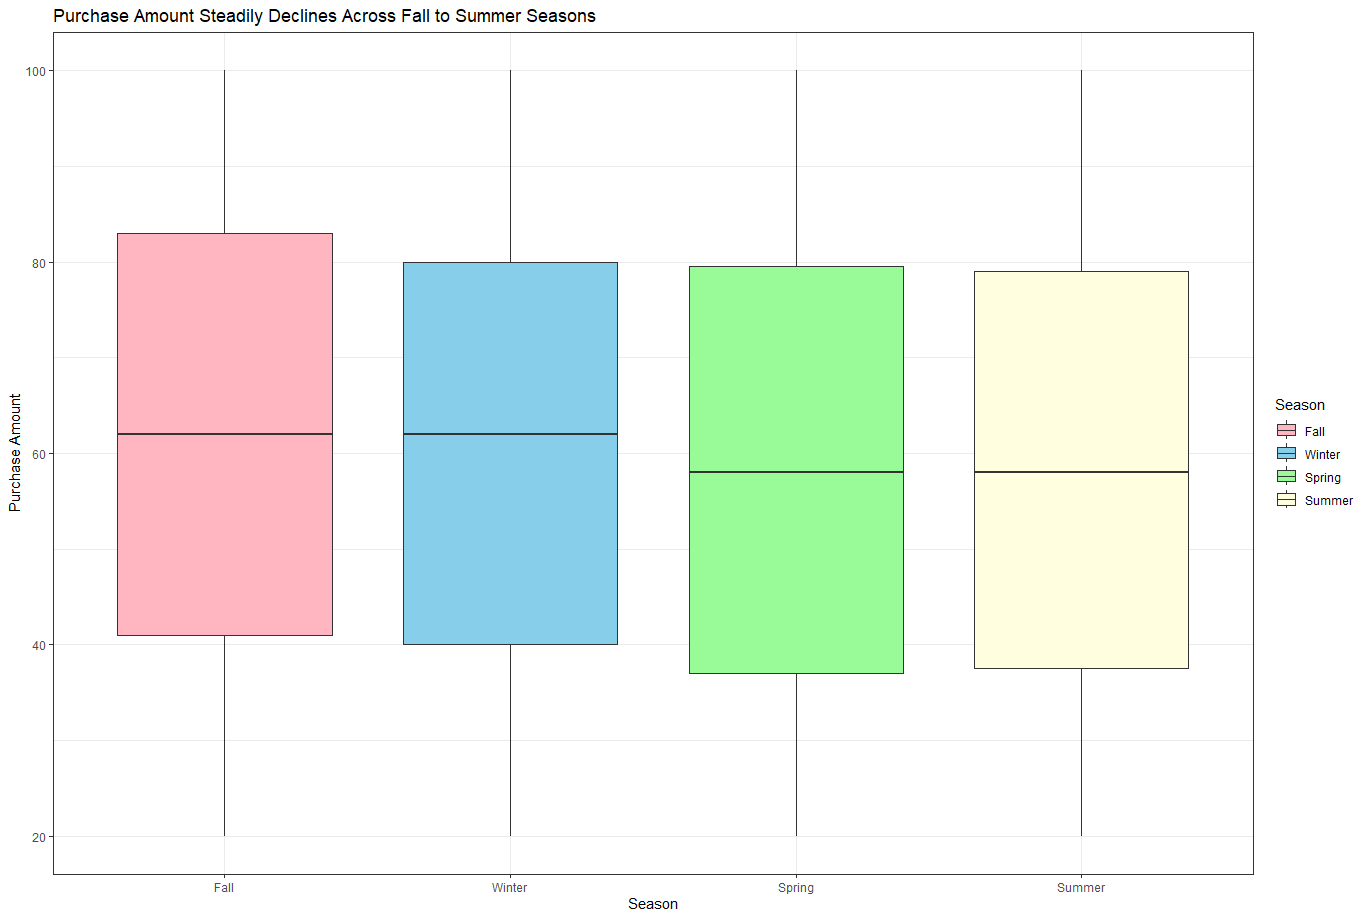 Purchase Amount Steadily Declines Across Fall to Summer Seasons
Purchase Amount
100
80
60
40
20
Fall Winter Spring Summer
Season
Season
Fall
Winter
Spring
Summer